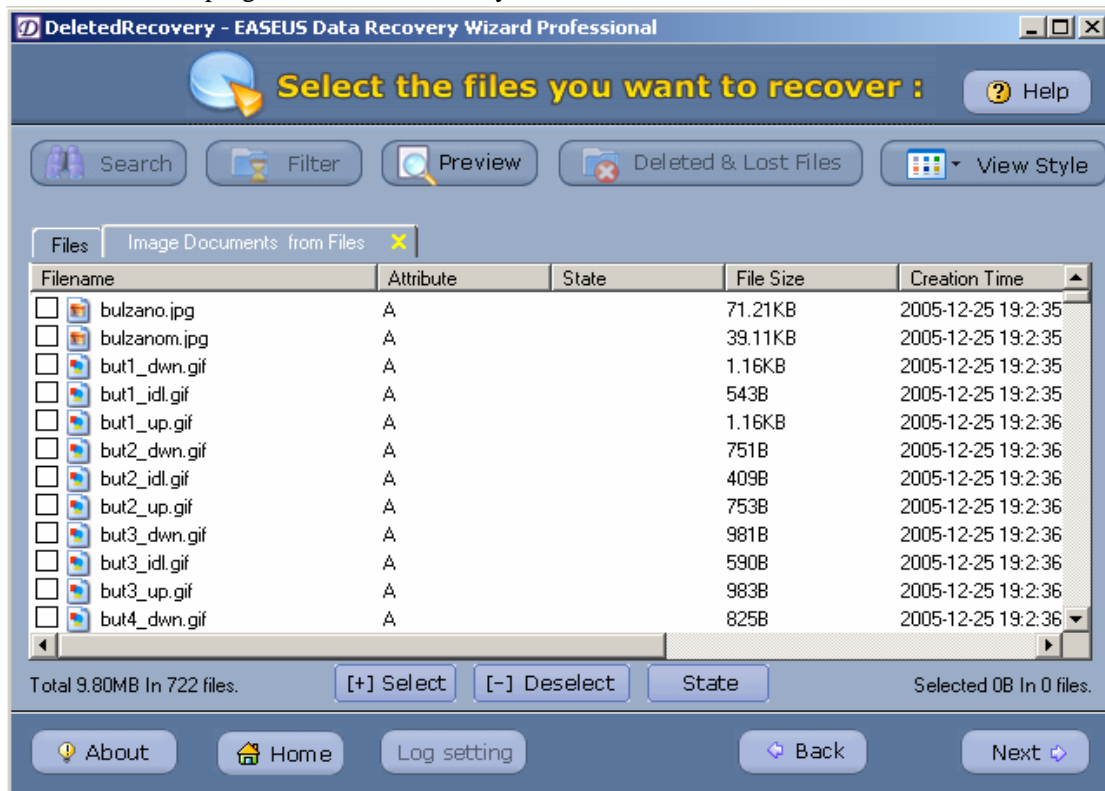 DeletedRecovery - EASEUS Data Recovery Wizard Professional
Select the files you want to recover :
Help
Search Filter Preview Deleted & Lost Files View Style
Files Image Documents from Files
Filename Attribute State File Size Creation Time
bulzano.jpg A 71.21KB 2005-12-25 19:2:35
bulzanom.jpg A 39.11KB 2005-12-25 19:2:35
but1_dwn.gif A 1.16KB 2005-12-25 19:2:35
but1_idl.gif A 543B 2005-12-25 19:2:35
but1_up.gif A 1.16KB 2005-12-25 19:2:36
but2_dwn.gif A 751B 2005-12-25 19:2:36
but2_idl.gif A 409B 2005-12-25 19:2:36
but2_up.gif A 753B 2005-12-25 19:2:36
but3_dwn.gif A 981B 2005-12-25 19:2:36
but3_idl.gif A 590B 2005-12-25 19:2:36
but3_up.gif A 983B 2005-12-25 19:2:36
but4_dwn.gif A 825B 2005-12-25 19:2:36
Total 9.80MB In 722 files. [+] Select [-] Deselect State Selected 0B In 0 files.
About Home Log setting Back Next